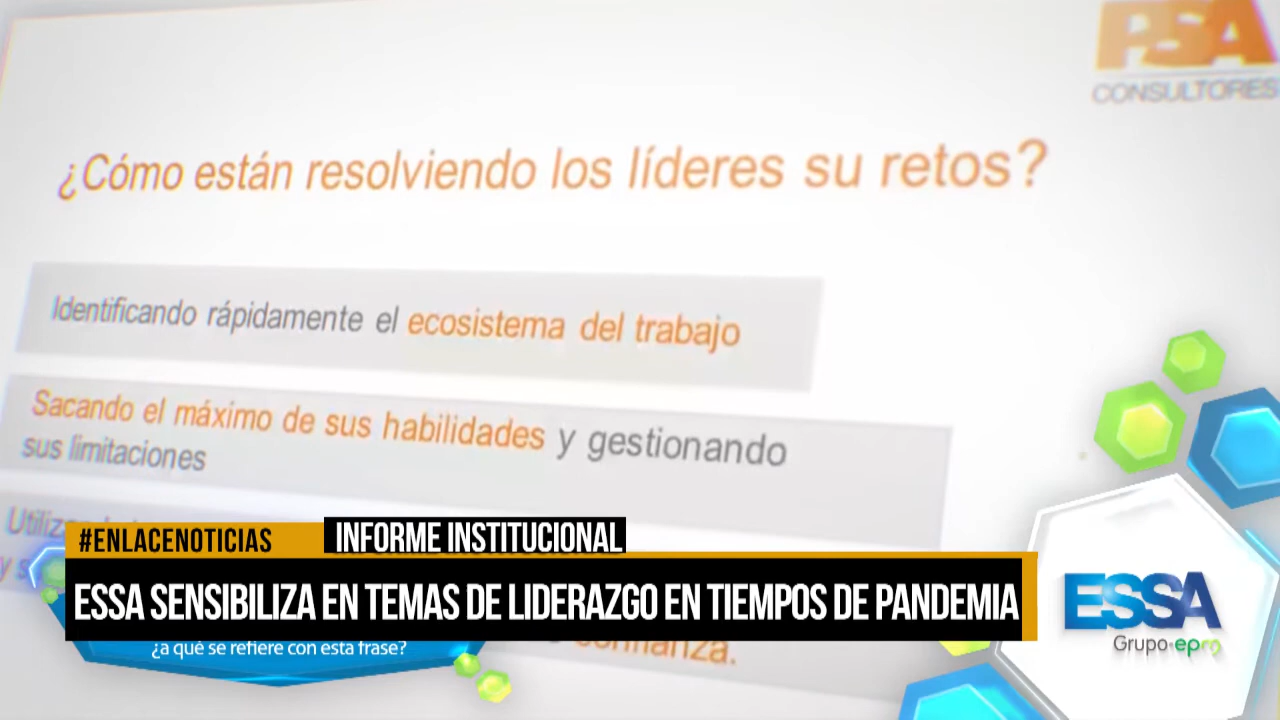 PSA
CONSULTORES
¿Cómo están resolviendo los líderes su retos?
Identificando rápidamente el ecosistema del trabajo
Sacando el máximo de sus habilidades y gestionando
sus limitaciones
#ENLACENOTICIAS
INFORME INSTITUCIONAL
ESSA SENSIBILIZA EN TEMAS DE LIDERAZGO EN TIEMPOS DE PANDEMIA
¿a qué se refiere con esta frase?
confianza.
ESSA
Grupo epm